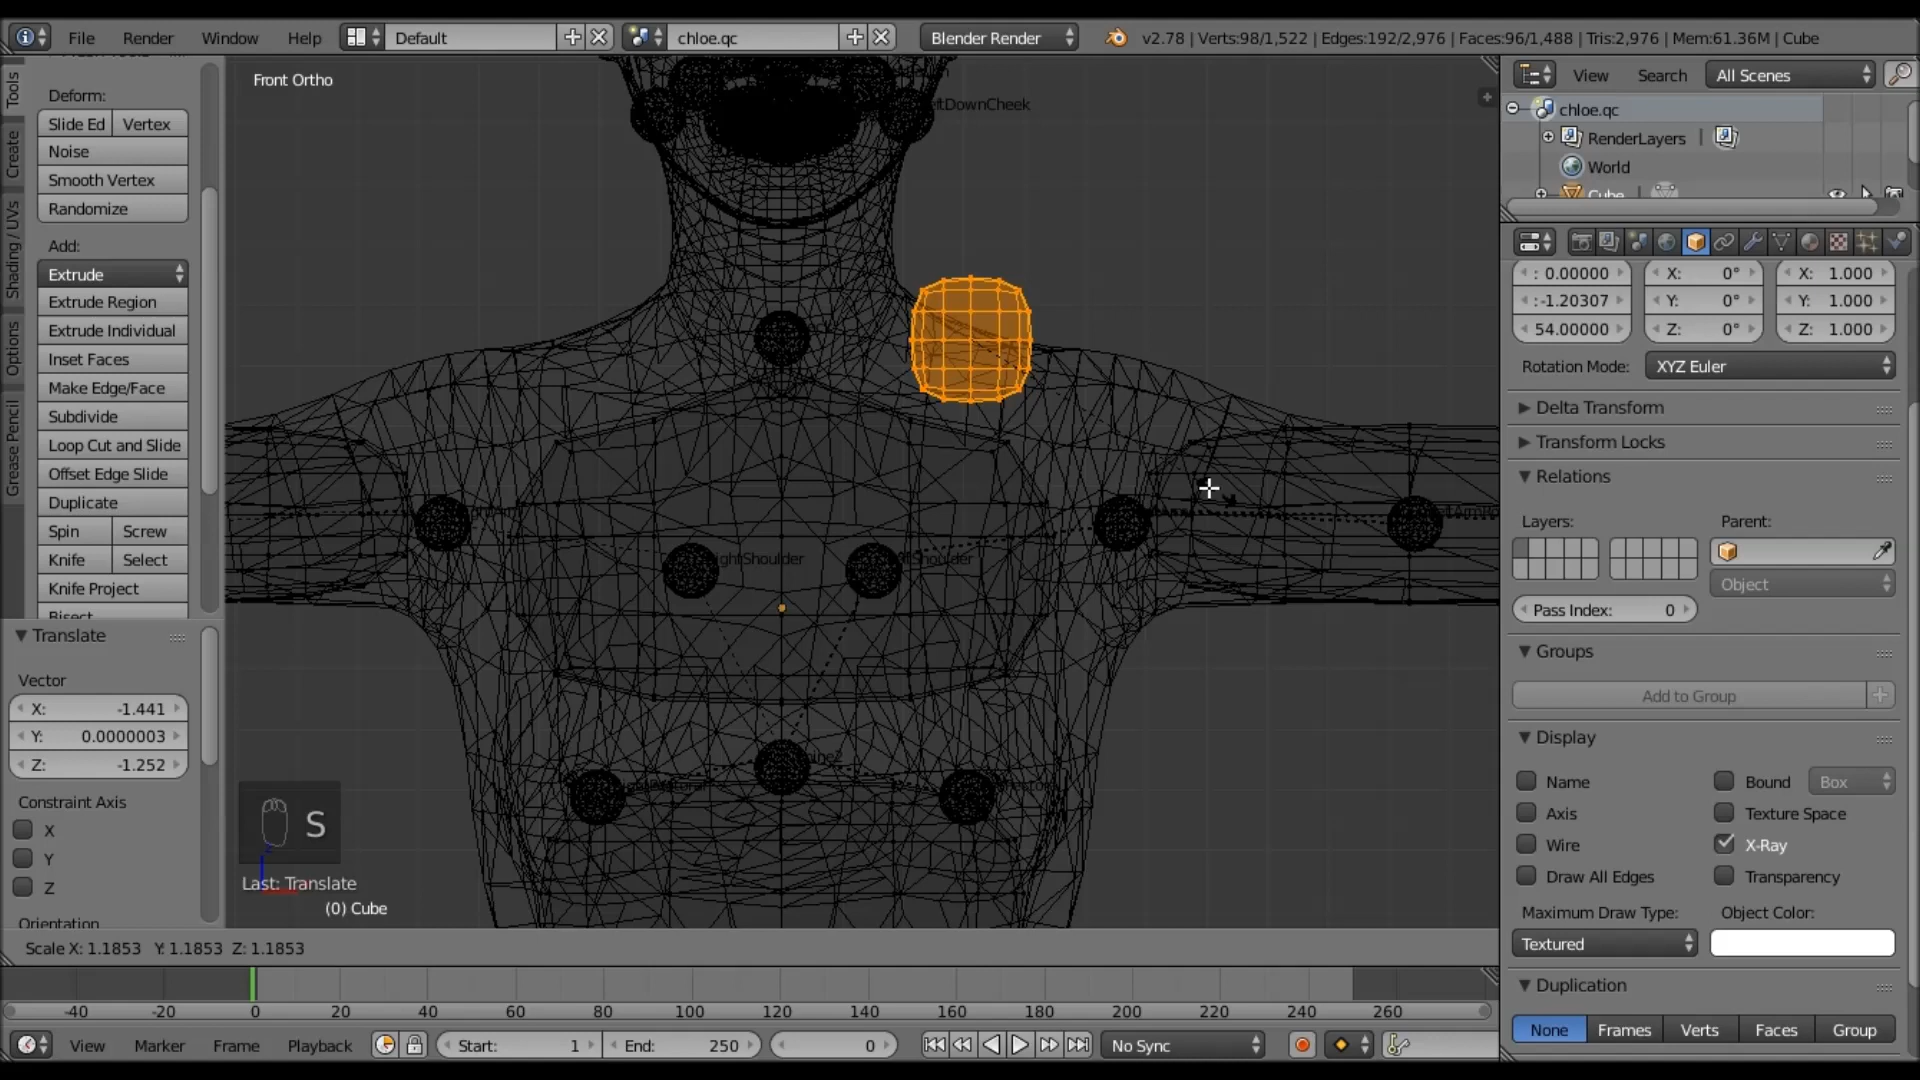 File Render Window Help Default chloe.qc Blender Render v2.78 | Verts:98/1,522 | Edges:192/2,976 | Faces:96/1,488 | Tris:2,976 | Mem:61.36M | Cube
Tools
Create
Shading / UVs
Options
Grease Pencil
Deform:
Slide Ed Vertex
Noise
Smooth Vertex
Randomize
Add:
Extrude
Extrude Region
Extrude Individual
Inset Faces
Make Edge/Face
Subdivide
Loop Cut and Slide
Offset Edge Slide
Duplicate
Spin Screw
Knife Select
Knife Project
Bisect
Translate
Vector
X: -1.441
Y: 0.0000003
Z: -1.252
Constraint Axis
X
Y
Z
Orientation
Front Ortho
ftDownCheek
ightShoulder
Shoulder
S
Last: Translate
(0) Cube
Scale X: 1.1853 Y: 1.1853 Z: 1.1853
View Search All Scenes
chloe.qc
RenderLayers
World
Cube
: 0.00000 X: 0° X: 1.000
:-1.20307 Y: 0° Y: 1.000
54.00000 Z: 0° Z: 1.000
Rotation Mode: XYZ Euler
Delta Transform
Transform Locks
Relations
Layers: Parent:
Object
Pass Index: 0
Groups
Add to Group
Display
Name Bound Box
Axis Texture Space
Wire X-Ray
Draw All Edges Transparency
Maximum Draw Type: Object Color:
Textured
Duplication
None Frames Verts Faces Group
-40 -20 0 20 40 60 80 100 120 140 160 180 200 220 240 260
View Marker Frame Playback Start: 1 End: 250 0 No Sync